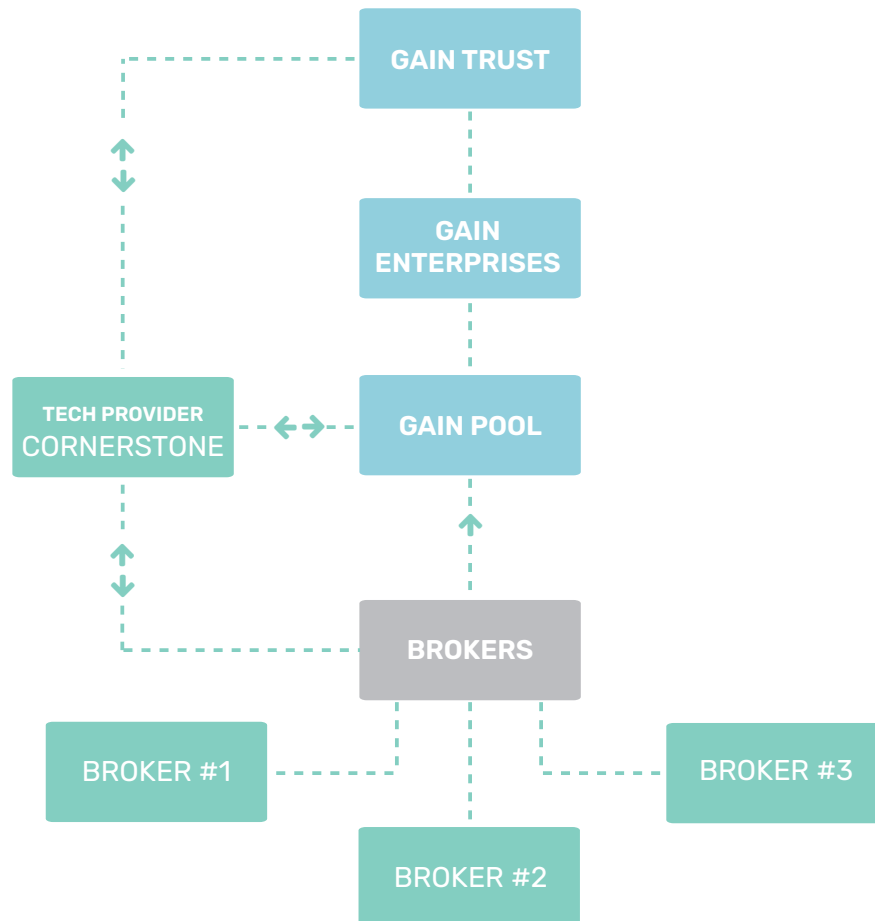 GAIN TRUST
GAIN
ENTERPRISES
TECH PROVIDER
CORNERSTONE
GAIN POOL
BROKERS
BROKER #1
BROKER #3
BROKER #2